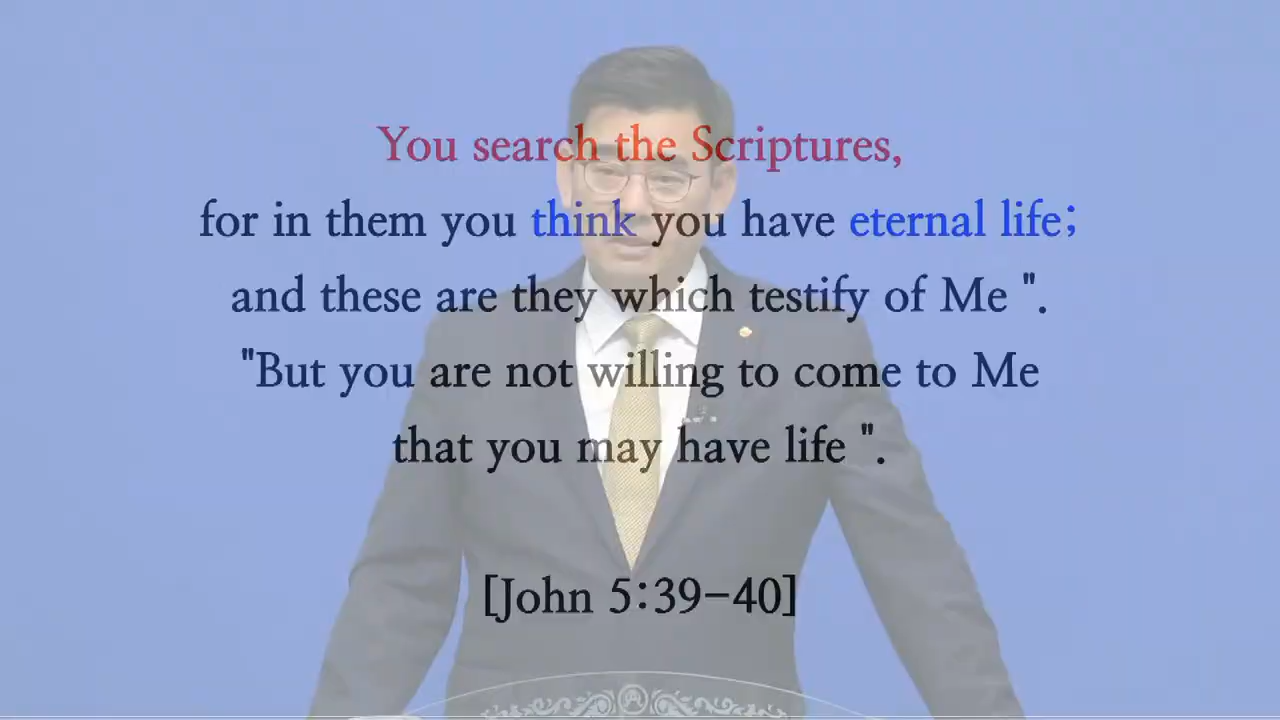 You search the Scriptures,
for in them you think you have eternal life;
and these are they which testify of Me ".
"But you are not willing to come to Me
that you may have life ".
[John 5:39-40]